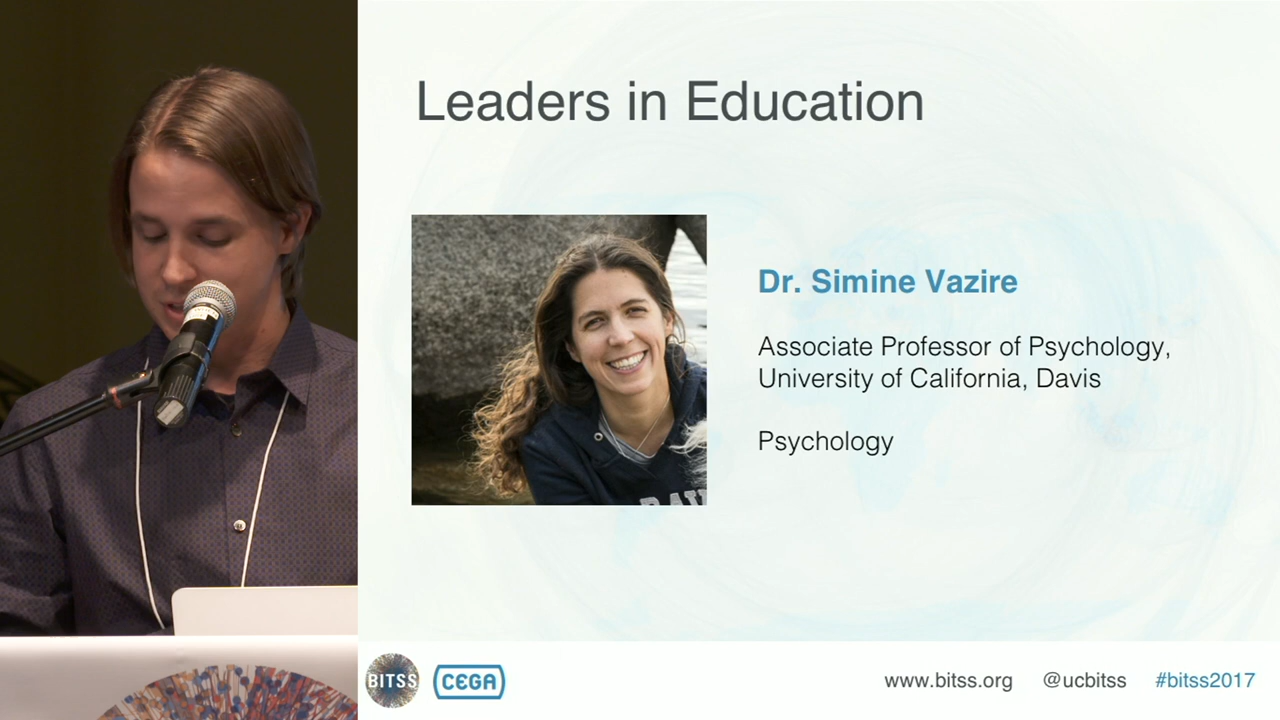 Leaders in Education
Dr. Simine Vazire
Associate Professor of Psychology,
University of California, Davis
Psychology
BITSS
CEGA
www.bitss.org
@ucbitss
#bitss2017